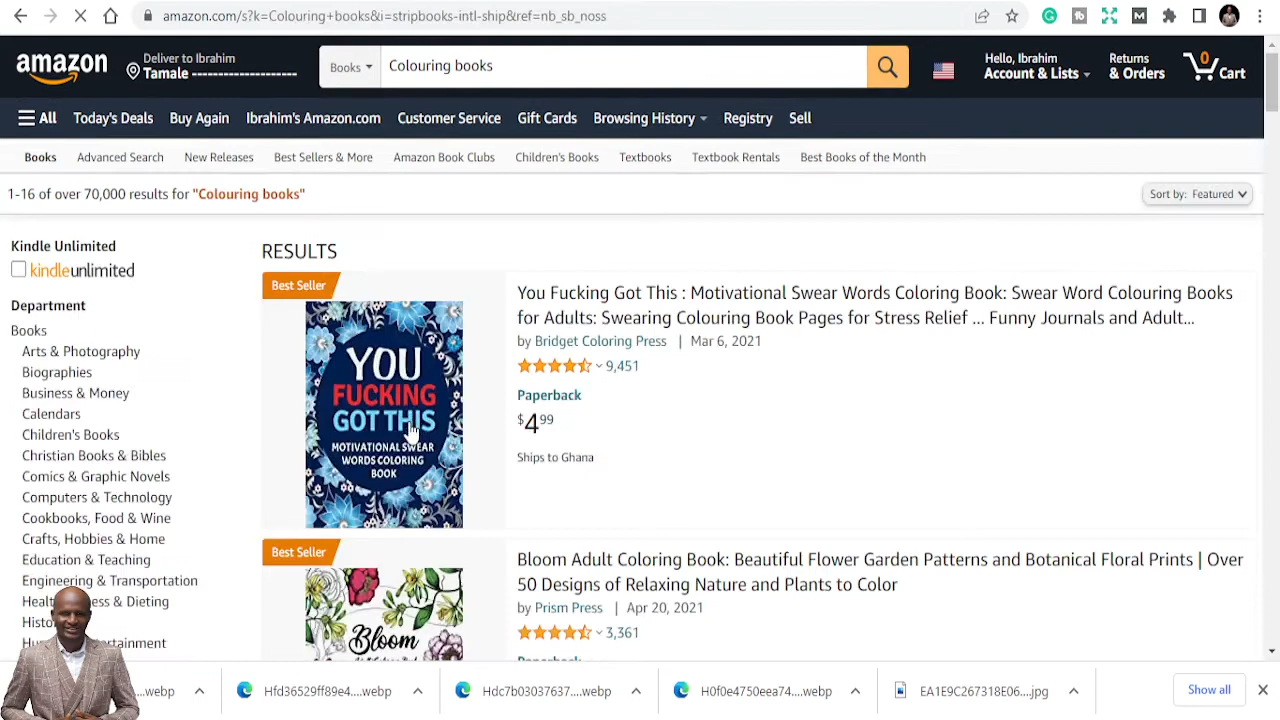 amazon.com/s?k=Colouring+books&i=stripbooks-intl-ship&ref=nb_sb_noss
amazon
Deliver to Ibrahim
Tamale --------------------
Books
Colouring books
Hello, Ibrahim
Account & Lists
Returns
& Orders
0
Cart
All
Today's Deals
Buy Again
Ibrahim's Amazon.com
Customer Service
Gift Cards
Browsing History
Registry
Sell
Books
Advanced Search
New Releases
Best Sellers & More
Amazon Book Clubs
Children's Books
Textbooks
Textbook Rentals
Best Books of the Month
1-16 of over 70,000 results for "Colouring books"
Sort by: Featured
Kindle Unlimited
kindleunlimited
Department
Books
Arts & Photography
Biographies
Business & Money
Calendars
Children's Books
Christian Books & Bibles
Comics & Graphic Novels
Computers & Technology
Cookbooks, Food & Wine
Crafts, Hobbies & Home
Education & Teaching
Engineering & Transportation
& Dieting
RESULTS
Best Seller
YOU
FUCKING
GOT THIS
MOTIVATIONAL SWEAR
WORDS COLORING
BOOK
You Fucking Got This : Motivational Swear Words Coloring Book: Swear Word Colouring Books
for Adults: Swearing Colouring Book Pages for Stress Relief ... Funny Journals and Adult...
by Bridget Coloring Press | Mar 6, 2021
9,451
Paperback
$4.99
Ships to Ghana
Best Seller
Bloom
Bloom Adult Coloring Book: Beautiful Flower Garden Patterns and Botanical Floral Prints | Over
50 Designs of Relaxing Nature and Plants to Color
by Prism Press | Apr 20, 2021
3,361
Paperback
....webp
Hfd36529ff89e4....webp
Hdc7b03037637....webp
H0f0e4750eea74....webp
EA1E9C267318E06....jpg
Show all